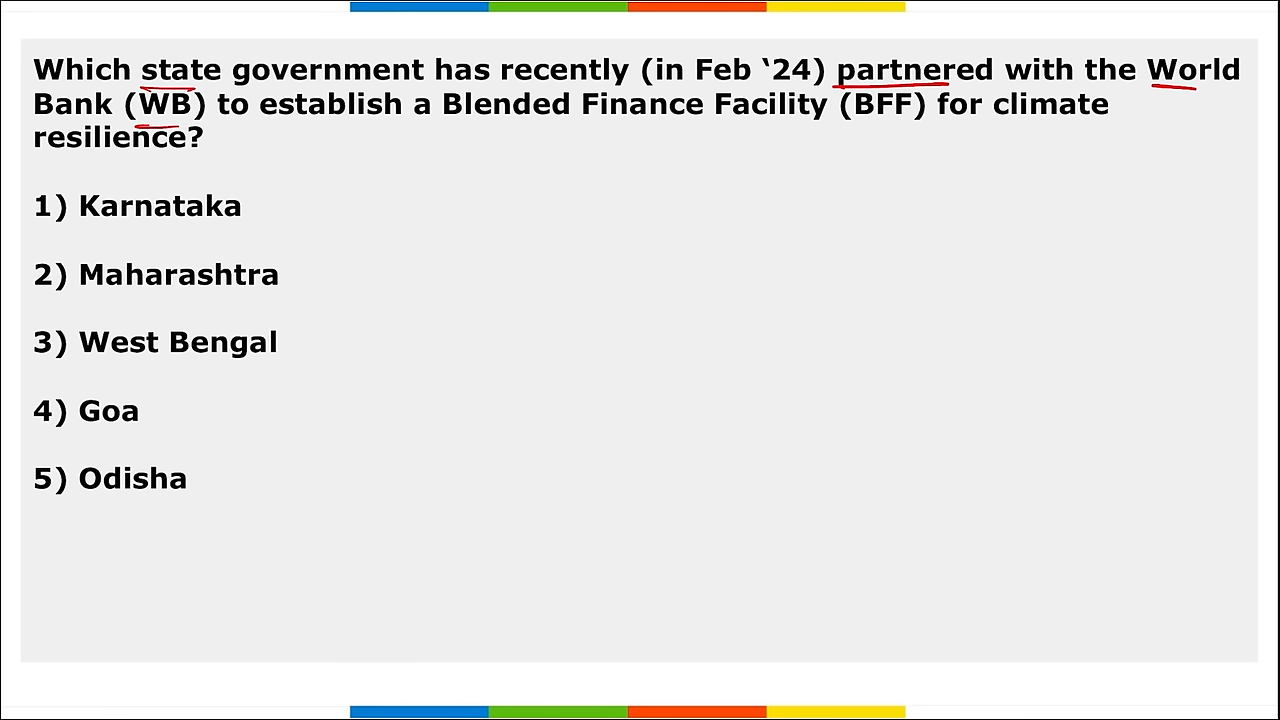 Which state government has recently (in Feb ‘24) partnered with the World
Bank (WB) to establish a Blended Finance Facility (BFF) for climate
resilience?
1) Karnataka
2) Maharashtra
3) West Bengal
4) Goa
5) Odisha